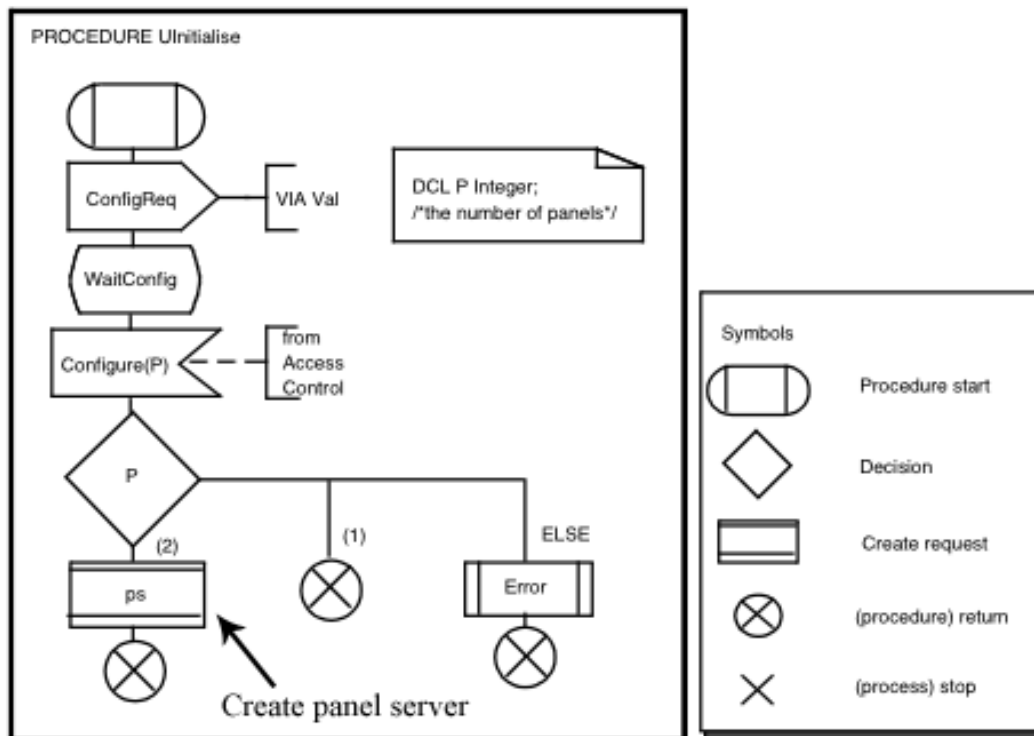 PROCEDURE UInitialise
ConfigReq
VIA Val
DCL P Integer;
/*the number of panels*/
WaitConfig
Configure(P)
from
Access
Control
P
(2)
(1)
ELSE
ps
Error
Create panel server
Symbols
Procedure start
Decision
Create request
(procedure) return
(process) stop